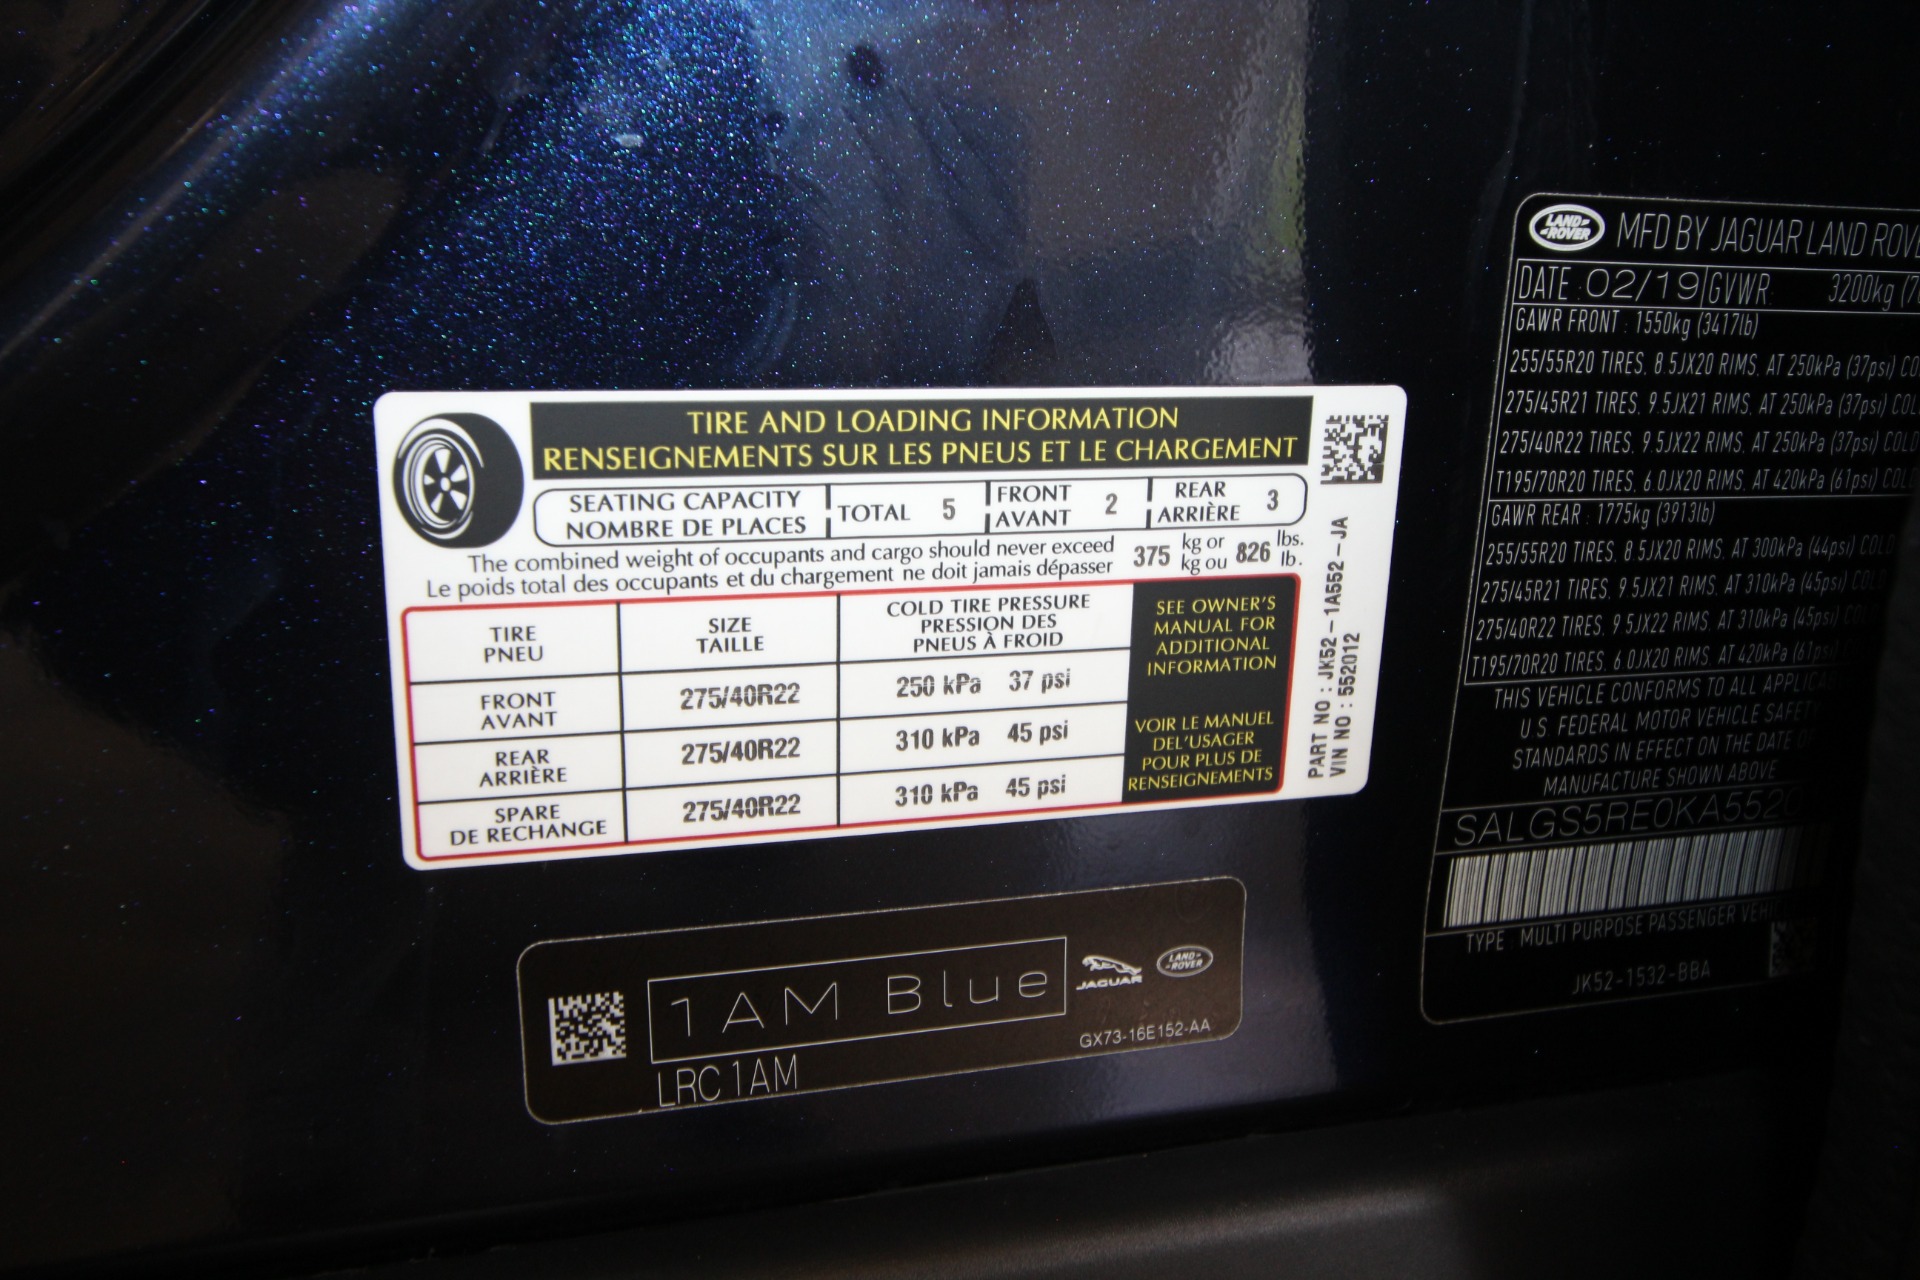 TIRE AND LOADING INFORMATION
RENSEIGNEMENTS SUR LES PNEUS ET LE CHARGEMENT
SEATING CAPACITY
NOMBRE DE PLACES
TOTAL 5
FRONT
AVANT
2
REAR
ARRIÈRE
3
The combined weight of occupants and cargo should never exceed
Le poids total des occupants et du chargement ne doit jamais dépasser
375 kg or 826 lbs.
kg ou lb.
TIRE
PNEU
SIZE
TAILLE
COLD TIRE PRESSURE
PRESSION DES
PNEUS À FROID
FRONT
AVANT
275/40R22
250 kPa 37 psi
REAR
ARRIÈRE
275/40R22
310 kPa 45 psi
SPARE
DE RECHANGE
275/40R22
310 kPa 45 psi
SEE OWNER'S
MANUAL FOR
ADDITIONAL
INFORMATION
VOIR LE MANUEL
DEL'USAGER
POUR PLUS DE
RENSEIGNEMENTS
PART NO : JK52-1A552-JA
VIN NO : 552012
1AM Blue
JAGUAR
LAND-
-ROVER
LRC 1AM
GX73-16E152-AA
LAND-
-ROVER
MFD BY JAGUAR LAND
DATE : 02/19 GVWR: 3200kg
GAWR FRONT : 1550kg (3417lb)
255/55R20 TIRES, 8.5JX20 RIMS, AT 250kPa (37psi)
275/45R21 TIRES, 9.5JX21 RIMS, AT 250kPa (37psi) COL
275/40R22 TIRES, 9.5JX22 RIMS, AT 250kPa (37psi) COLD
T195/70R20 TIRES, 6.0JX20 RIMS, AT 420kPa (61psi) COL
GAWR REAR : 1775kg (3913lb)
255/55R20 TIRES, 8.5JX20 RIMS, AT 300kPa (44psi) COLD
275/45R21 TIRES, 9.5JX21 RIMS, AT 310kPa (45psi) COLD
275/40R22 TIRES, 9.5JX22 RIMS, AT 310kPa (45psi)
T195/70R20 TIRES, 6.0JX20 RIMS, AT 420kPa (61psi)
THIS VEHICLE CONFORMS TO ALL APPLICA
U.S. FEDERAL MOTOR VEHICLE SAFETY
STANDARDS IN EFFECT ON THE DATE OF
MANUFACTURE SHOWN ABOVE
SALGS5RE0KA5520
TYPE : MULTI PURPOSE PASSENGER VEHI
JK52-1532-BBA